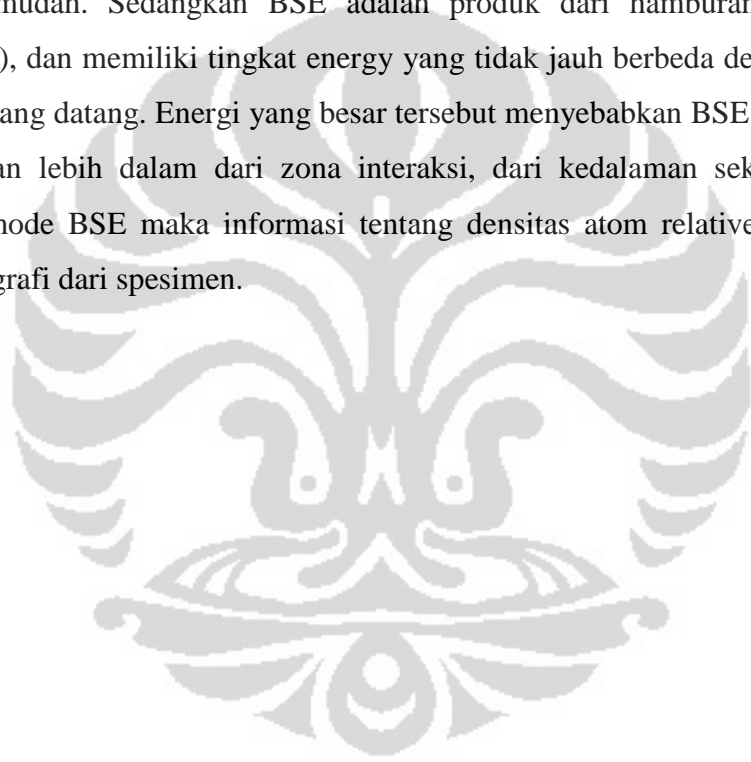 mudah. Sedangkan BSE adalah produk dari hamburan
), dan memiliki tingkat energy yang tidak jauh berbeda de
ang datang. Energi yang besar tersebut menyebabkan BSE
an lebih dalam dari zona interaksi, dari kedalaman sek
node BSE maka informasi tentang densitas atom relative
grafi dari spesimen.